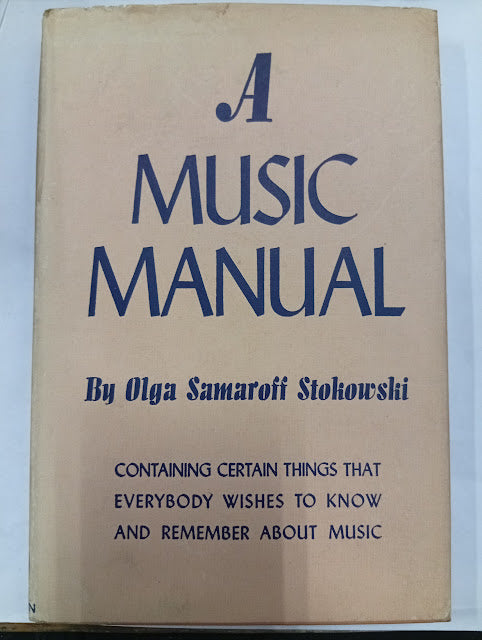 A
MUSIC
MANUAL
By Olga Samaroff Stokowski
CONTAINING CERTAIN THINGS THAT
EVERYBODY WISHES TO KNOW
AND REMEMBER ABOUT MUSIC
N